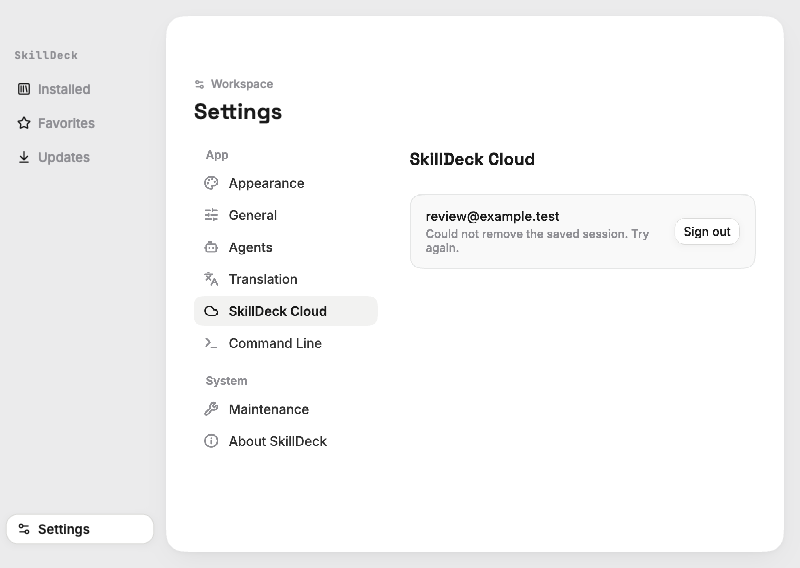 SkillDeck
Installed
Favorites
Updates
Settings
Workspace
Settings
App
Appearance
General
Agents
Translation
SkillDeck Cloud
Command Line
System
Maintenance
About SkillDeck
SkillDeck Cloud
review@example.test
Could not remove the saved session. Try
again.
Sign out